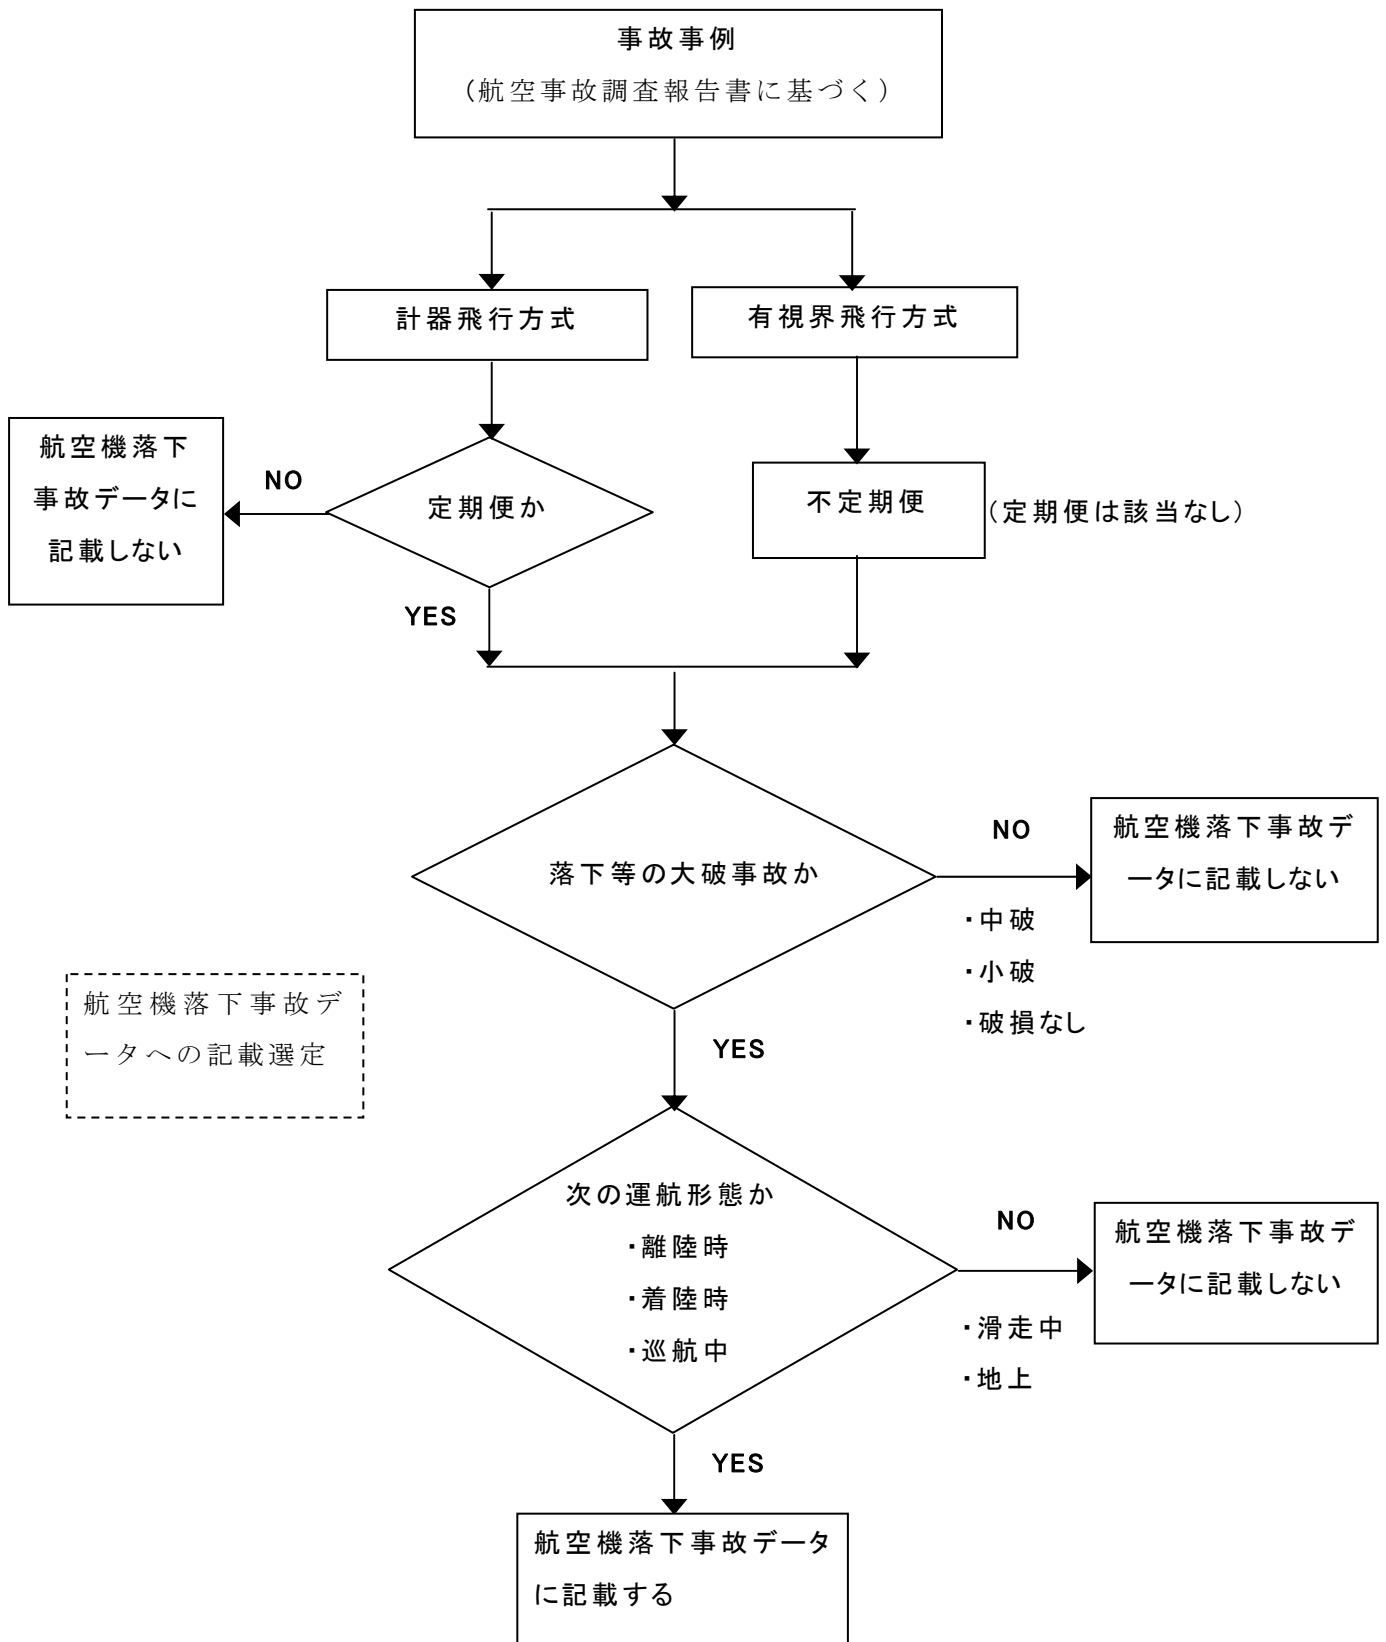 事故事例
（航空事故調査報告書に基づく）
計器飛行方式
有視界飛行方式
航空機落下
事故データに
記載しない
NO
定期便か
不定期便
（定期便は該当なし）
YES
落下等の大破事故か
NO
航空機落下事故デ
ータに記載しない
・中破
・小破
・破損なし
航空機落下事故デ
ータへの記載選定
YES
次の運航形態か
・離陸時
・着陸時
・巡航中
NO
航空機落下事故デ
ータに記載しない
・滑走中
・地上
YES
航空機落下事故データ
に記載する